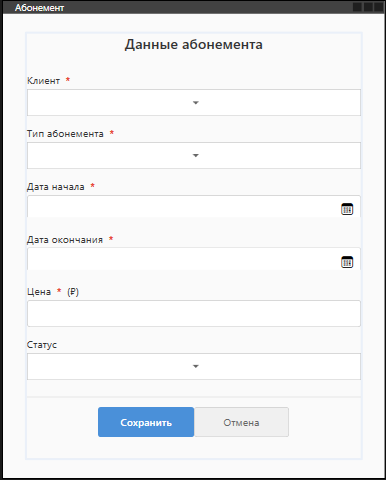 Абонемент
Данные абонемента
Клиент *
Тип абонемента *
Дата начала *
Дата окончания *
Цена * (₽)
Статус
Сохранить Отмена